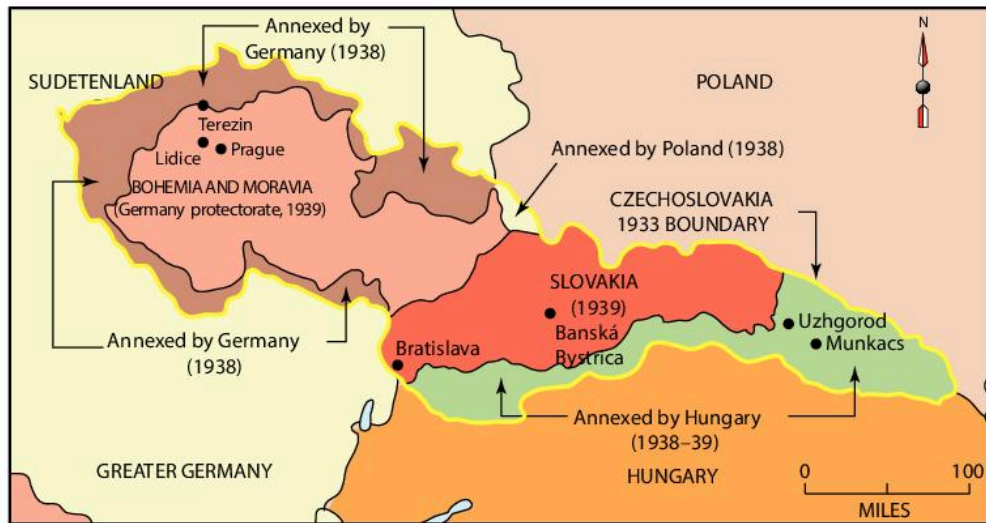 Annexed by
Germany (1938)
N
SUDETENLAND
POLAND
Terezin
Lidice
Prague
Annexed by Poland (1938)
BOHEMIA AND MORAVIA
(Germany protectorate, 1939)
CZECHOSLOVAKIA
1933 BOUNDARY
SLOVAKIA
(1939)
Banská
Bystrica
Uzhgorod
Munkacs
Annexed by Germany
(1938)
Bratislava
Annexed by Hungary
(1938–39)
GREATER GERMANY
HUNGARY
0 100
MILES